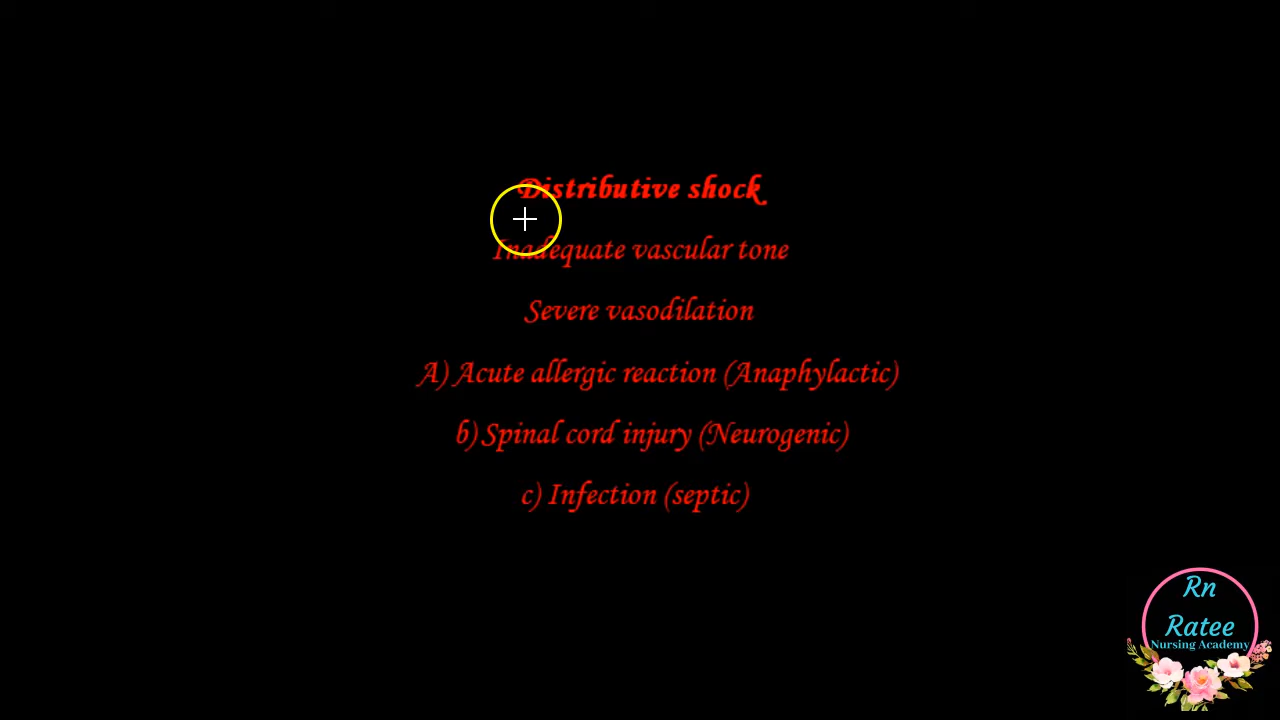 Distributive shock
Inadequate vascular tone
Severe vasodilation
A) Acute allergic reaction (Anaphylactic)
b) Spinal cord injury (Neurogenic)
c) Infection (septic)
Rn
Ratee
Nursing Academy